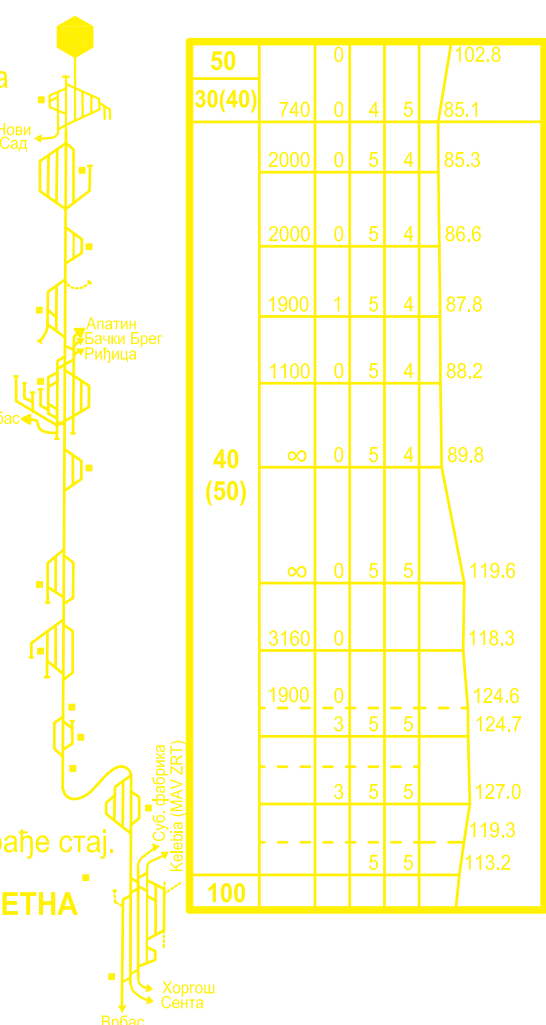 50 0 102.8
30(40) 740 0 4 5 85.1
а
Нови
Сад
2000 0 5 4 85.3
2000 0 5 4 86.6
1900 1 5 4 87.8
Апатин
Бачки Брег
Риђица
1100 0 5 4 88.2
бас
40
(50)
∞ 0 5 4 89.8
∞ 0 5 5 119.6
3160 0 118.3
1900 0 124.6
3 5 5 124.7
Суб. фабрика
Kelebia (MAV ZRT)
3 5 5 127.0
119.3
рађе стај.
5 5 113.2
ЕТНА
100
Хоргош
Сента
Врбас